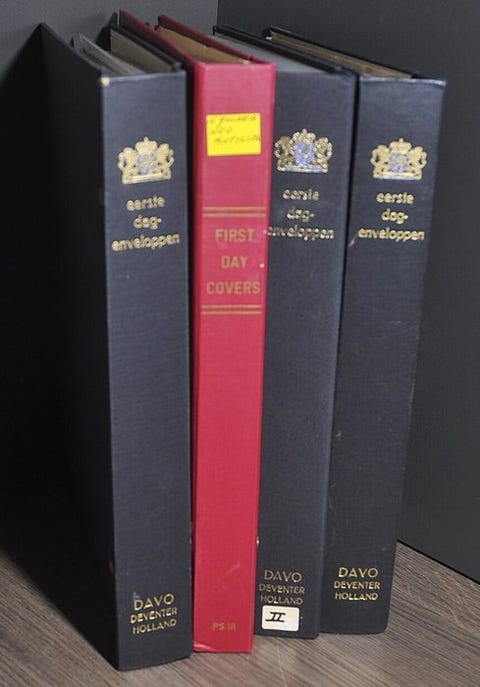 eerste
dag-
enveloppen
DAVO
DEVENTER
HOLLAND
FIRST
DAY
COVERS
PS III
eerste
dag-
enveloppen
DAVO
DEVENTER
HOLLAND
II
eerste
dag-
enveloppen
DAVO
DEVENTER
HOLLAND